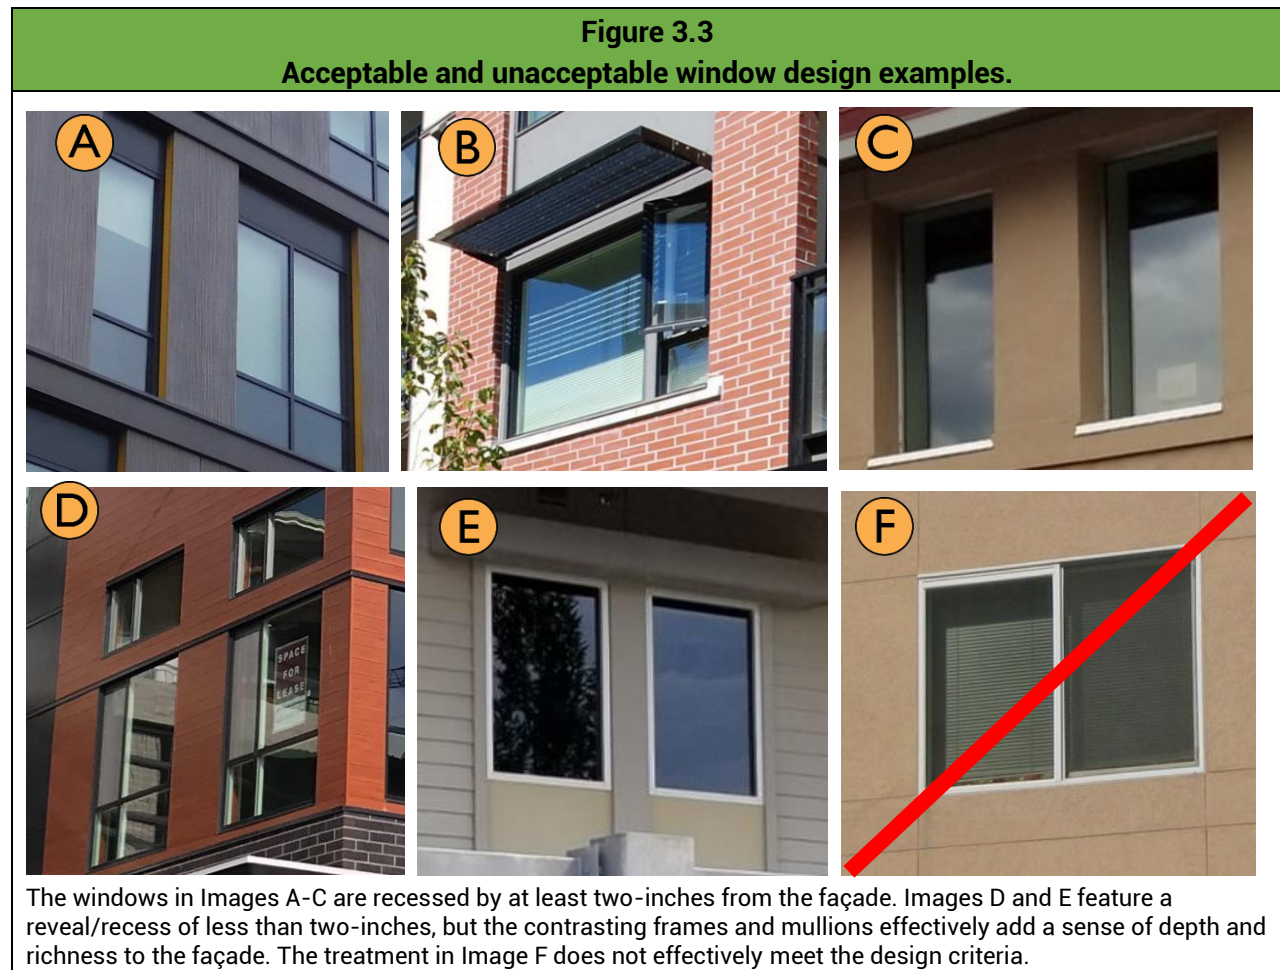 Figure 3.3
Acceptable and unacceptable window design examples.
A
B
C
D
SPACE
FOR
LEASE
E
F
The windows in Images A-C are recessed by at least two-inches from the façade. Images D and E feature a
reveal/recess of less than two-inches, but the contrasting frames and mullions effectively add a sense of depth and
richness to the façade. The treatment in Image F does not effectively meet the design criteria.